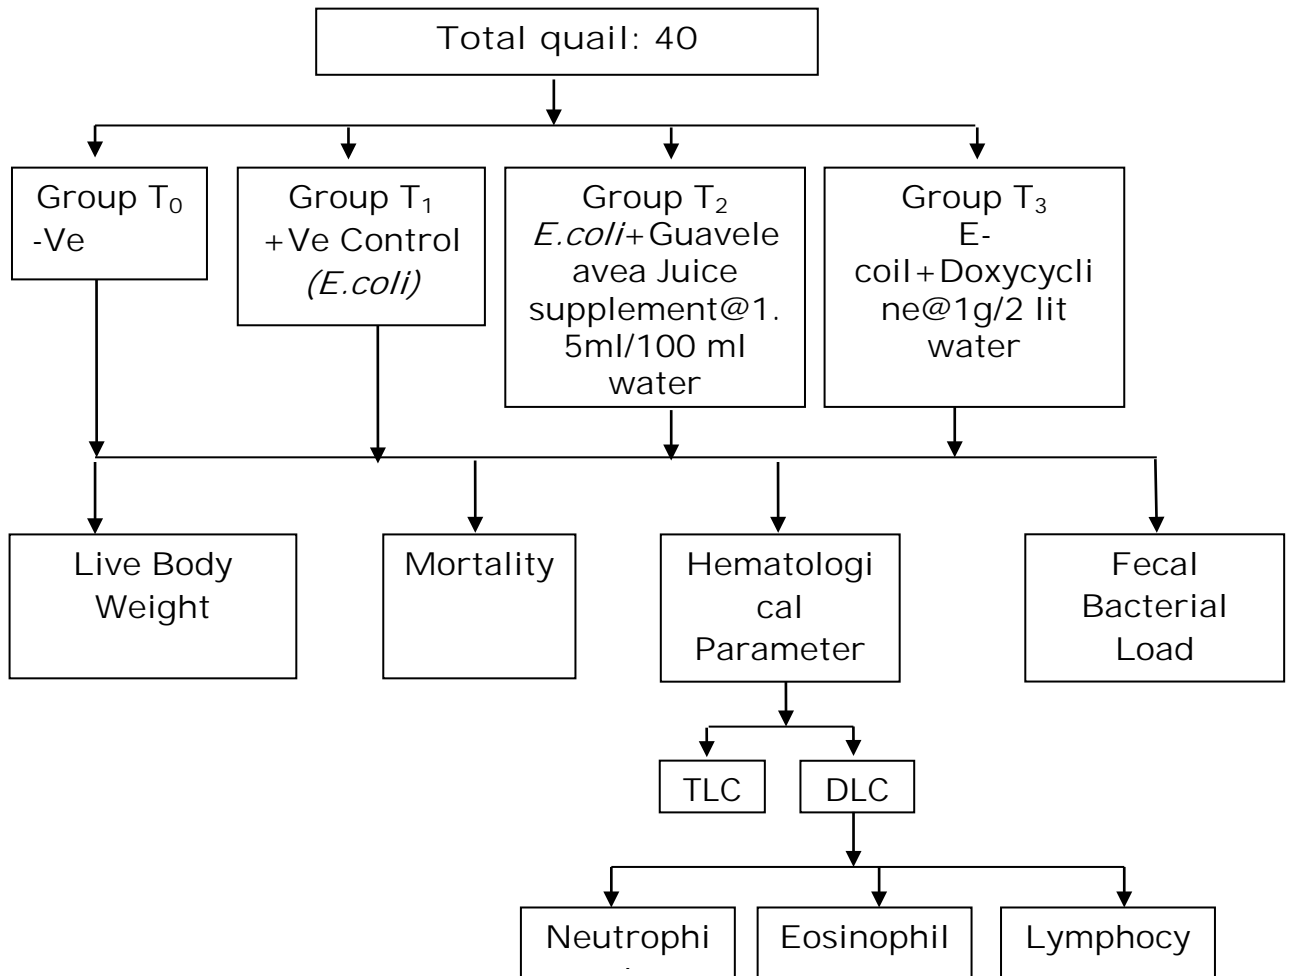 Total quail: 40
Group T₀
-Ve
Group T₁
+Ve Control
(E.coli)
Group T₂
E.coli+Guavele
avea Juice
supplement@1.
5ml/100 ml
water
Group T₃
E-
coil+Doxycycli
ne@1g/2 lit
water
Live Body
Weight
Mortality
Hematologi
cal
Parameter
Fecal
Bacterial
Load
TLC
DLC
Neutrophi
Eosinophil
Lymphocy